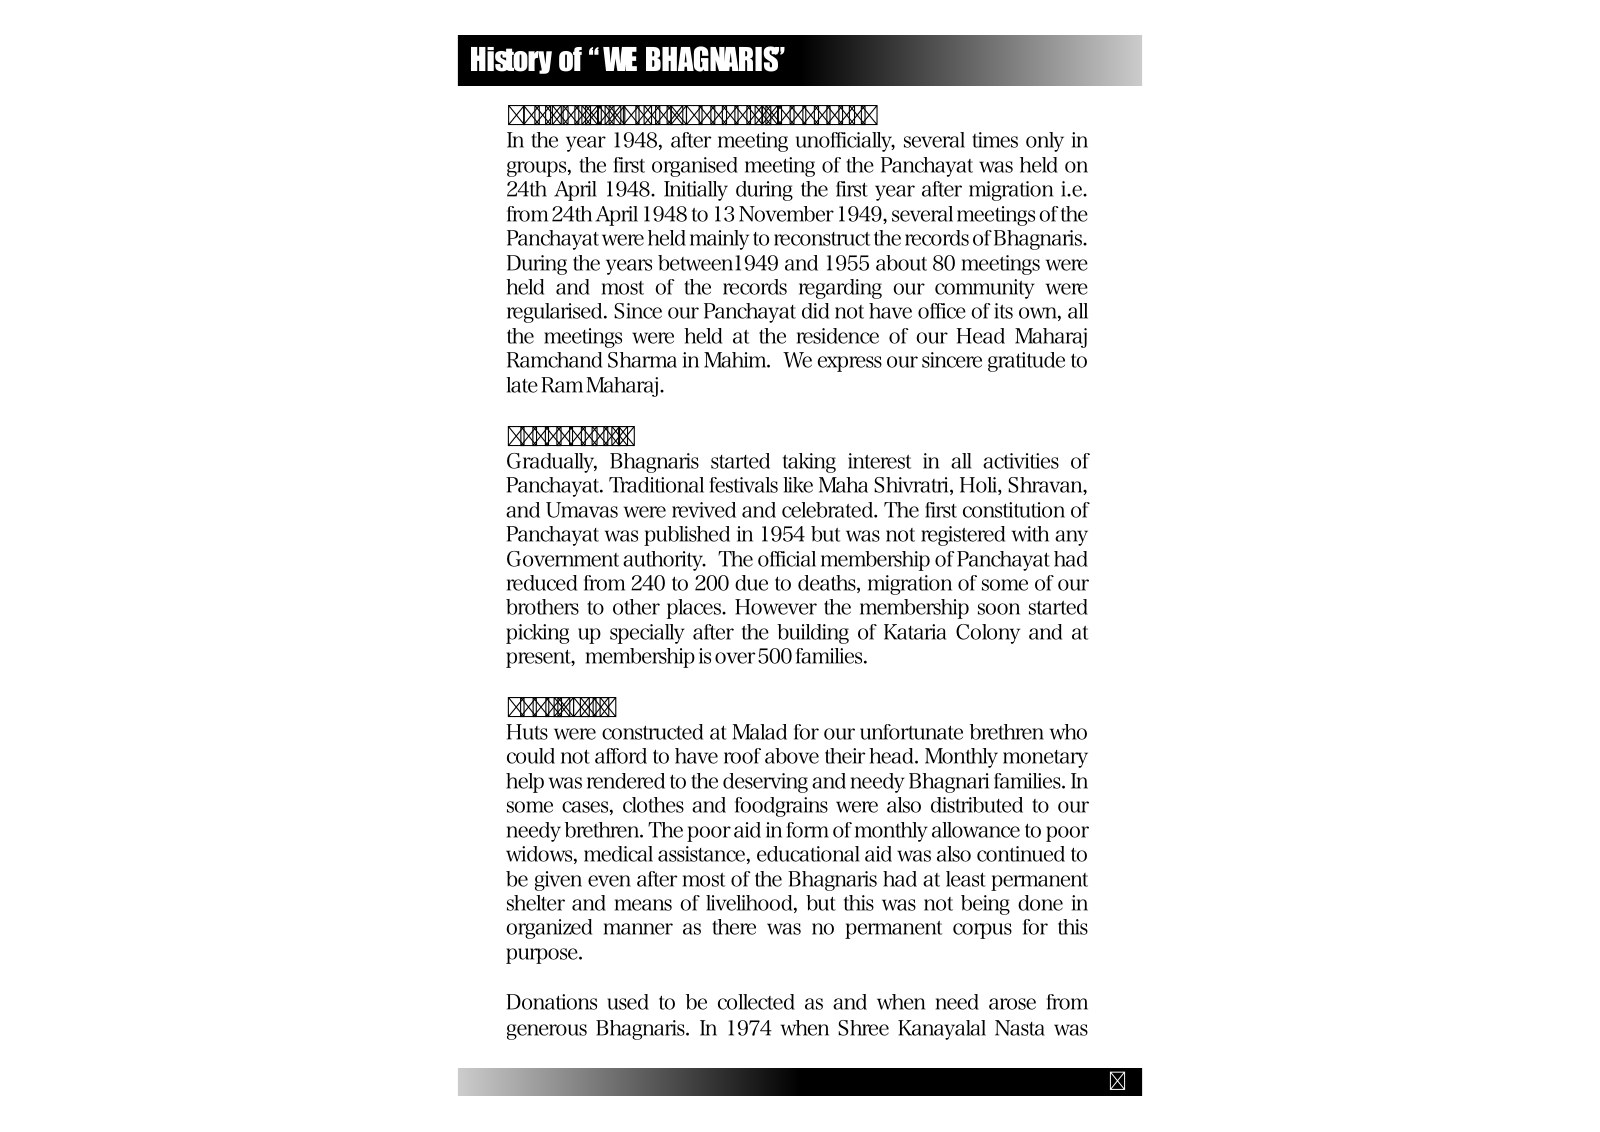 History of “ WE BHAGNARIS”
In the year 1948, after meeting unofficially, several times only in
groups, the first organised meeting of the Panchayat was held on
24th April 1948. Initially during the first year after migration i.e.
from 24th April 1948 to 13 November 1949, several meetings of the
Panchayat were held mainly to reconstruct the records of Bhagnaris.
During the years between1949 and 1955 about 80 meetings were
held and most of the records regarding our community were
regularised. Since our Panchayat did not have office of its own, all
the meetings were held at the residence of our Head Maharaj
Ramchand Sharma in Mahim. We express our sincere gratitude to
late Ram Maharaj.
Gradually, Bhagnaris started taking interest in all activities of
Panchayat. Traditional festivals like Maha Shivratri, Holi, Shravan,
and Umavas were revived and celebrated. The first constitution of
Panchayat was published in 1954 but was not registered with any
Government authority. The official membership of Panchayat had
reduced from 240 to 200 due to deaths, migration of some of our
brothers to other places. However the membership soon started
picking up specially after the building of Kataria Colony and at
present, membership is over 500 families.
Huts were constructed at Malad for our unfortunate brethren who
could not afford to have roof above their head. Monthly monetary
help was rendered to the deserving and needy Bhagnari families. In
some cases, clothes and foodgrains were also distributed to our
needy brethren. The poor aid in form of monthly allowance to poor
widows, medical assistance, educational aid was also continued to
be given even after most of the Bhagnaris had at least permanent
shelter and means of livelihood, but this was not being done in
organized manner as there was no permanent corpus for this
purpose.
Donations used to be collected as and when need arose from
generous Bhagnaris. In 1974 when Shree Kanayalal Nasta was